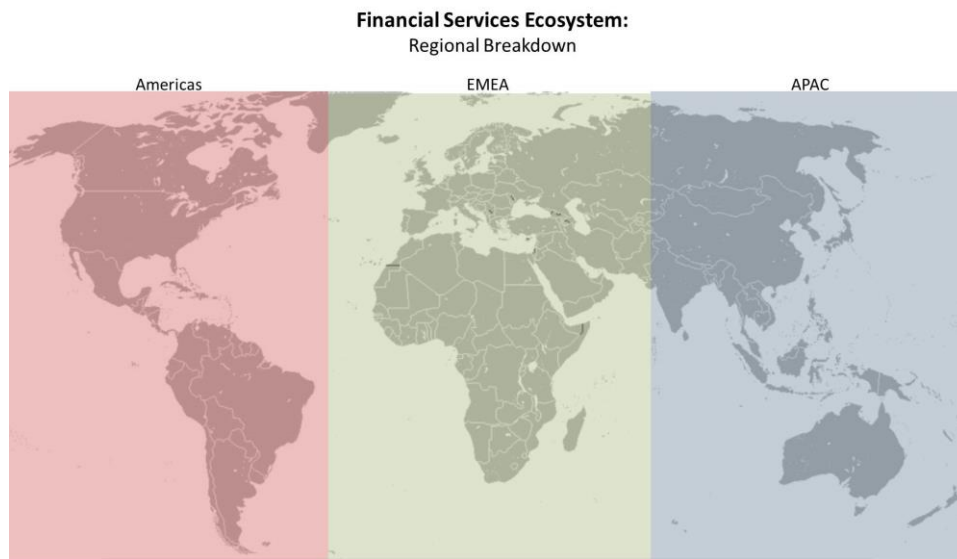 Financial Services Ecosystem:
Regional Breakdown
Americas
EMEA
APAC